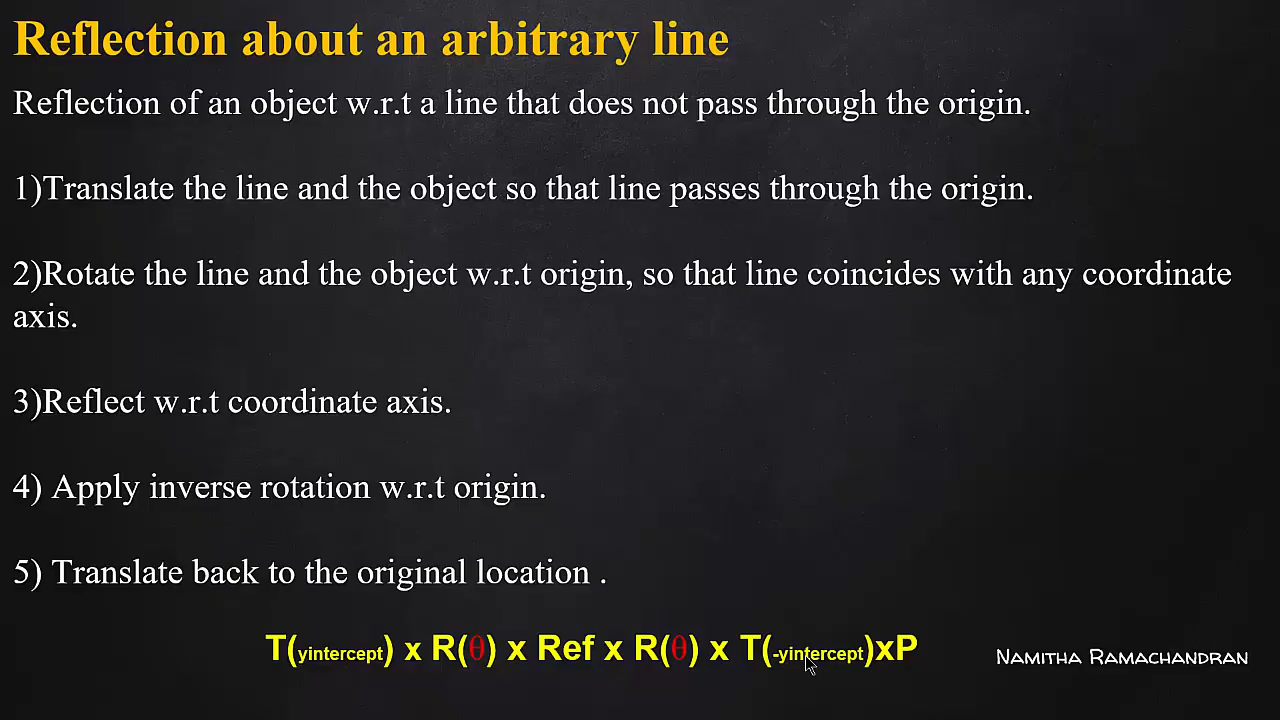 Reflection about an arbitrary line
Reflection of an object w.r.t a line that does not pass through the origin.
1)Translate the line and the object so that line passes through the origin.
2)Rotate the line and the object w.r.t origin, so that line coincides with any coordinate
axis.
3)Reflect w.r.t coordinate axis.
4) Apply inverse rotation w.r.t origin.
5) Translate back to the original location .
T(yintercept) x R(θ) x Ref x R(θ) x T(-yintercept)xP
Namitha Ramachandran